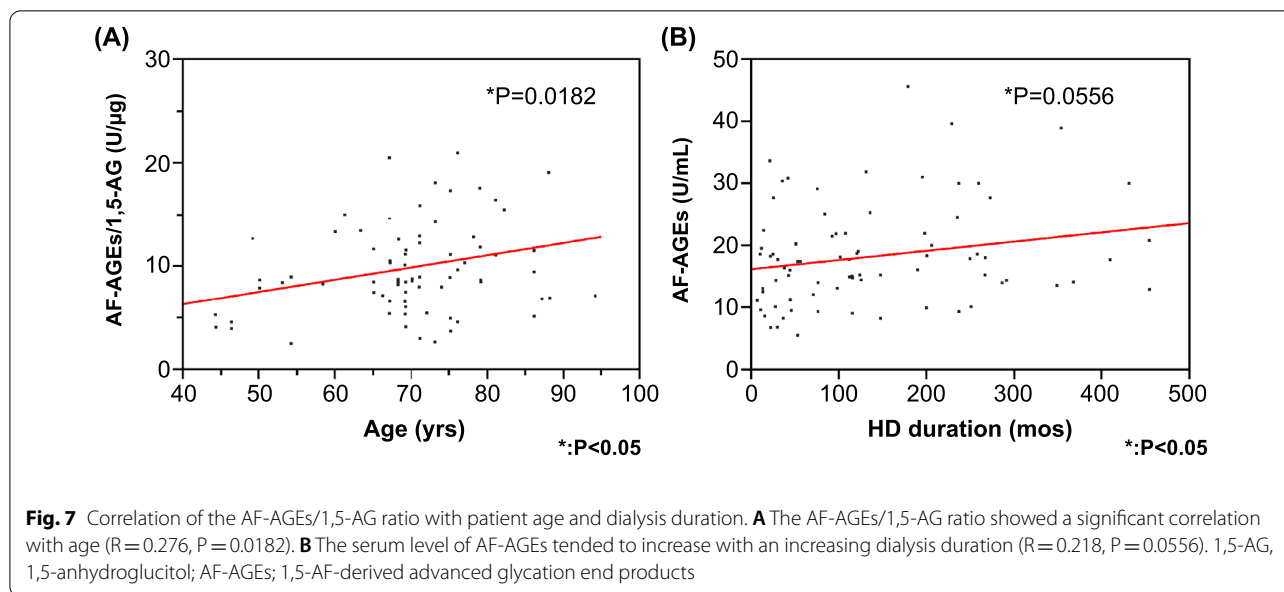 (A)
30
20
10
0
AF-AGEs/1,5-AG (U/µg)
*P=0.0182
40 50 60 70 80 90 100
Age (yrs)
*:P<0.05
(B)
50
40
30
20
10
0
AF-AGEs (U/mL)
*P=0.0556
0 100 200 300 400 500
HD duration (mos)
*:P<0.05
Fig. 7 Correlation of the AF-AGEs/1,5-AG ratio with patient age and dialysis duration. A The AF-AGEs/1,5-AG ratio showed a significant correlation
with age (R = 0.276, P = 0.0182). B The serum level of AF-AGEs tended to increase with an increasing dialysis duration (R = 0.218, P = 0.0556). 1,5-AG,
1,5-anhydroglucitol; AF-AGEs; 1,5-AF-derived advanced glycation end products